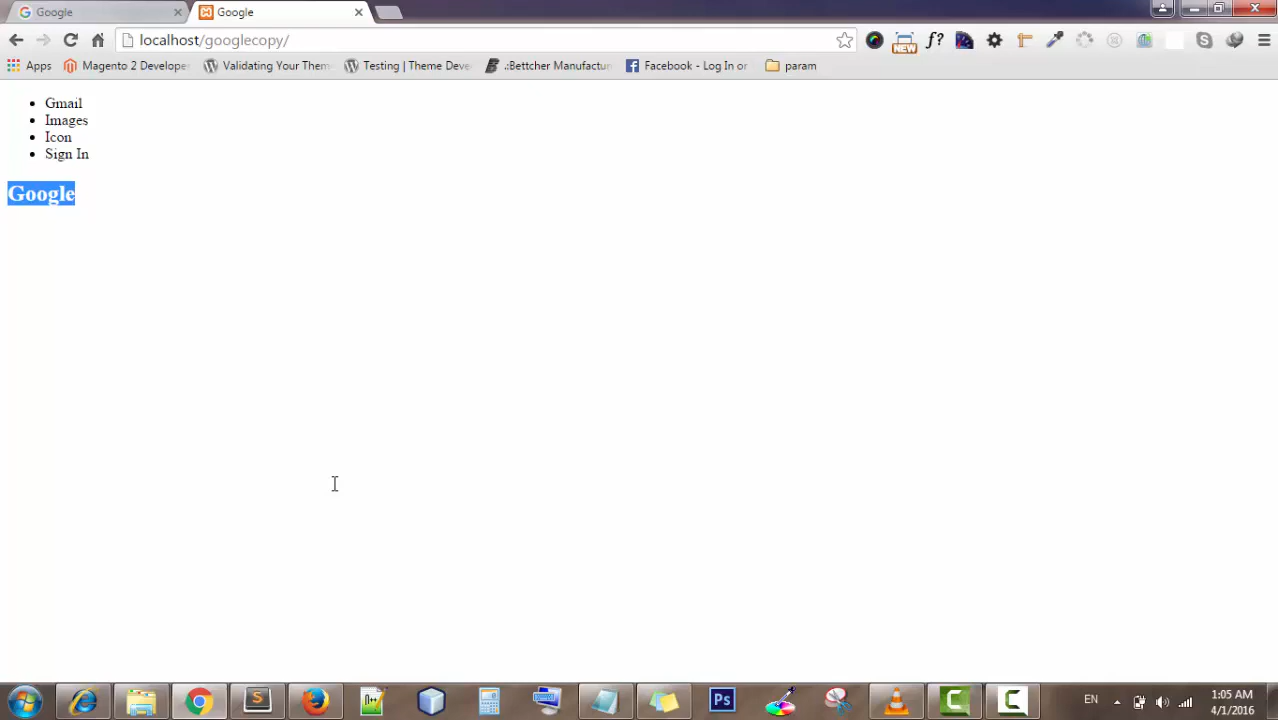 Google
Google
localhost/googlecopy/
NEW
f?
Apps
Magento 2 Develope
Validating Your Them
Testing | Theme Deve
.:Bettcher Manufactur
Facebook - Log In or
param
Gmail
Images
Icon
Sign In
Google
EN
1:05 AM
4/1/2016